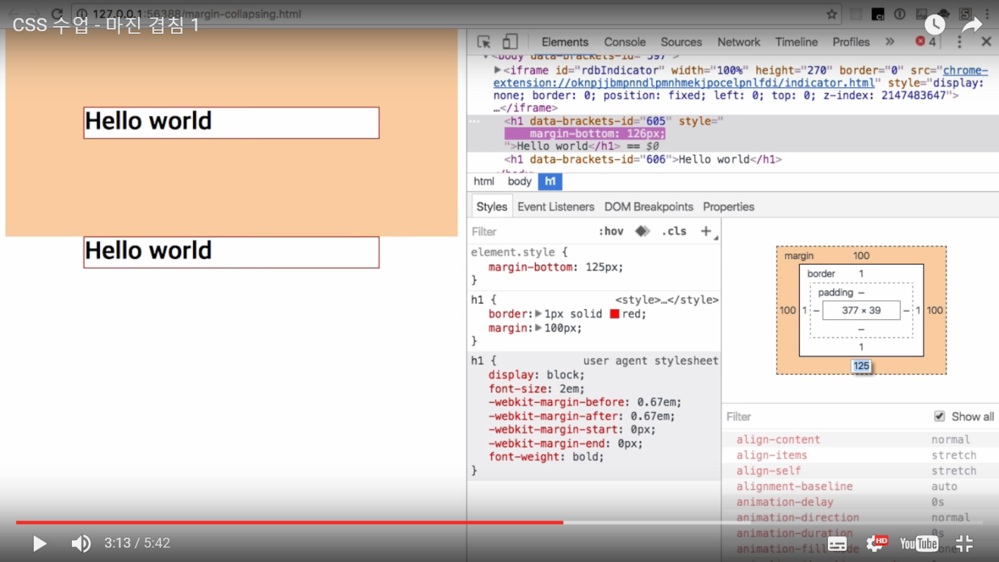 127.0.0.1:56388/margin-collapsing.html
CSS 수업 - 마진 겹침 1
Hello world
Hello world
Elements Console Sources Network Timeline Profiles » 4
<body data-brackets-id="597">
<iframe id="rdbIndicator" width="100%" height="270" border="0" src="chrome-
extension://oknpjjbmpnndlpmnhmekjpocelpnlfdi/indicator.html" style="display:
none; border: 0; position: fixed; left: 0; top: 0; z-index: 2147483647">
…</iframe>
<h1 data-brackets-id="605" style="
margin-bottom: 126px;
">Hello world</h1> == $0
<h1 data-brackets-id="606">Hello world</h1>
</body>
html body h1
Styles Event Listeners DOM Breakpoints Properties
Filter :hov .cls +
element.style {
margin-bottom: 125px;
}
h1 { <style>…</style>
border: 1px solid red;
margin: 100px;
}
h1 { user agent stylesheet
display: block;
font-size: 2em;
-webkit-margin-before: 0.67em;
-webkit-margin-after: 0.67em;
-webkit-margin-start: 0px;
-webkit-margin-end: 0px;
font-weight: bold;
}
margin 100
border 1
padding –
100 1 – 377 × 39 – 1 100
–
1
125
Filter Show all
align-content normal
align-items stretch
align-self stretch
alignment-baseline auto
animation-delay 0s
animation-direction normal
animation-duration 0s
animation-fill-mode none
3:13 / 5:42
HD
YouTube